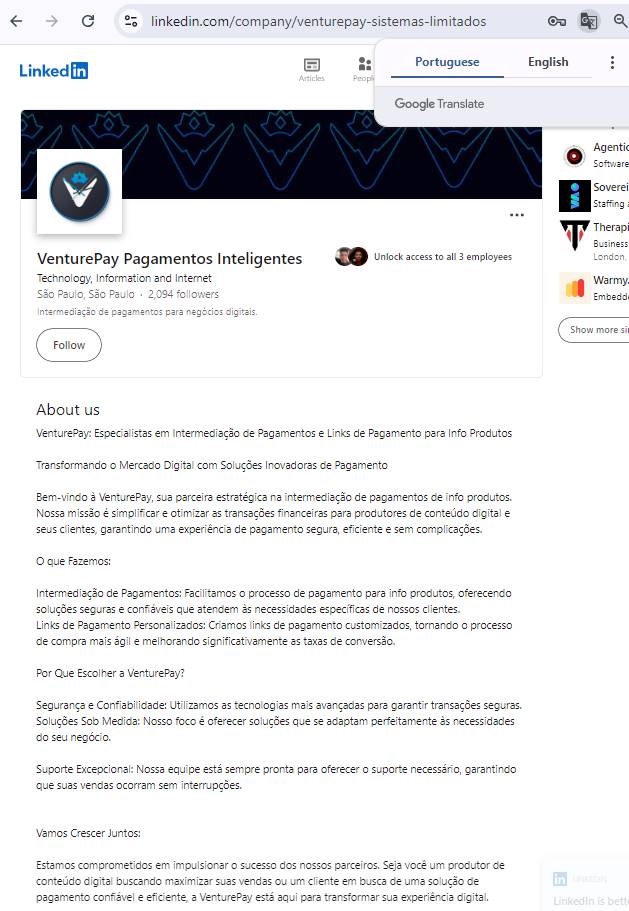 linkedin.com/company/venturepay-sistemas-limitados
Portuguese
English
Google Translate
LinkedIn
Articles
People
VenturePay Pagamentos Inteligentes
Technology, Information and Internet
São Paulo, São Paulo · 2,094 followers
Intermediação de pagamentos para negócios digitais.
Unlock access to all 3 employees
Follow
Agentic
Software
Staffing a
Business
London,
Warmy.
Show more si
About us
VenturePay: Especialistas em Intermediação de Pagamentos e Links de Pagamento para Info Produtos
Transformando o Mercado Digital com Soluções Inovadoras de Pagamento
Bem-vindo à VenturePay, sua parceira estratégica na intermediação de pagamentos de info produtos.
Nossa missão é simplificar e otimizar as transações financeiras para produtores de conteúdo digital e
seus clientes, garantindo uma experiência de pagamento segura, eficiente e sem complicações.
O que Fazemos:
Intermediação de Pagamentos: Facilitamos o processo de pagamento para info produtos, oferecendo
soluções seguras e confiáveis que atendem às necessidades específicas de nossos clientes.
Links de Pagamento Personalizados: Criamos links de pagamento customizados, tornando o processo
de compra mais ágil e melhorando significativamente as taxas de conversão.
Por Que Escolher a VenturePay?
Segurança e Confiabilidade: Utilizamos as tecnologias mais avançadas para garantir transações seguras.
Soluções Sob Medida: Nosso foco é oferecer soluções que se adaptam perfeitamente às necessidades
do seu negócio.
Suporte Excepcional: Nossa equipe está sempre pronta para oferecer o suporte necessário, garantindo
que suas vendas ocorram sem interrupções.
Vamos Crescer Juntos:
Estamos comprometidos em impulsionar o sucesso dos nossos parceiros. Seja você um produtor de
conteúdo digital buscando maximizar suas vendas ou um cliente em busca de uma solução de
pagamento confiável e eficiente, a VenturePay está aqui para transformar sua experiência digital.
LINKEDIN
LinkedIn is bett